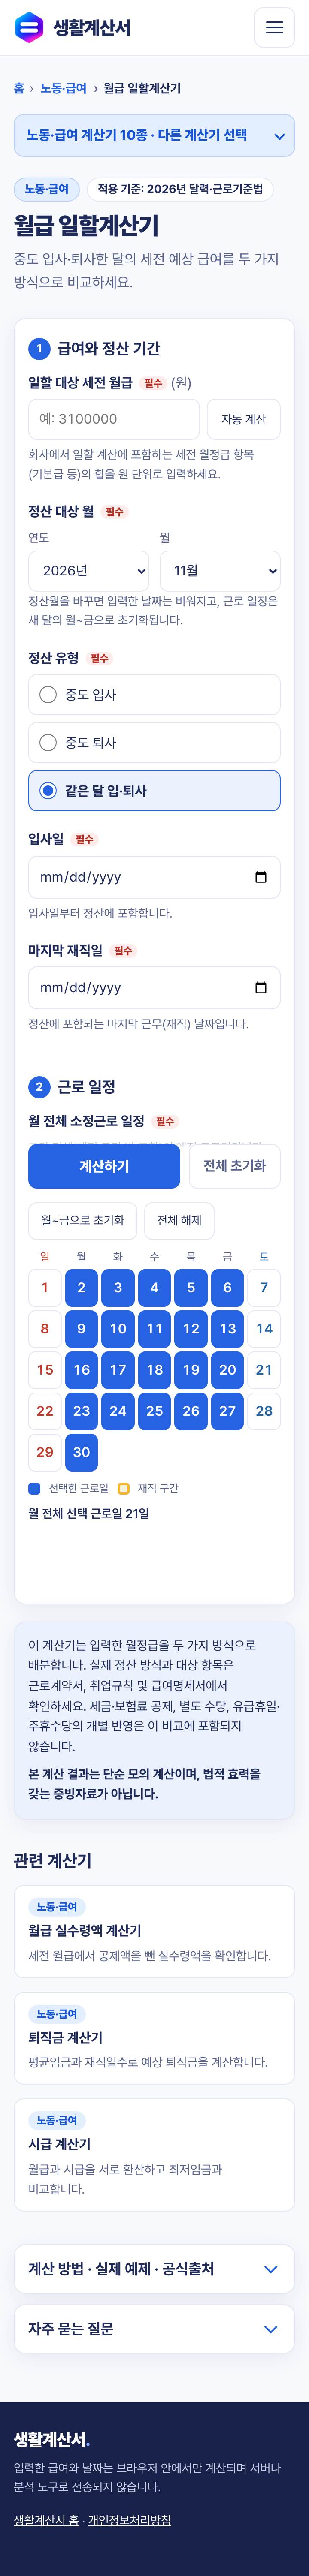 생활계산서
홈 › 노동·급여 › 월급 일할계산기
노동·급여 계산기 10종 · 다른 계산기 선택
노동·급여 적용 기준: 2026년 달력·근로기준법
월급 일할계산기
중도 입사·퇴사한 달의 세전 예상 급여를 두 가지
방식으로 비교하세요.
1 급여와 정산 기간
일할 대상 세전 월급 필수 (원)
예: 3100000 자동 계산
회사에서 일할 계산에 포함하는 세전 월정급 항목
(기본급 등)의 합을 원 단위로 입력하세요.
정산 대상 월 필수
연도 월
2026년 11월
정산월을 바꾸면 입력한 날짜는 비워지고, 근로 일정은
새 달의 월~금으로 초기화됩니다.
정산 유형 필수
중도 입사
중도 퇴사
같은 달 입·퇴사
입사일 필수
mm/dd/yyyy
입사일부터 정산에 포함합니다.
마지막 재직일 필수
mm/dd/yyyy
정산에 포함되는 마지막 근무(재직) 날짜입니다.
2 근로 일정
월 전체 소정근로 일정 필수
계산하기 전체 초기화
월~금으로 초기화 전체 해제
일 월 화 수 목 금 토
1 2 3 4 5 6 7
8 9 10 11 12 13 14
15 16 17 18 19 20 21
22 23 24 25 26 27 28
29 30
선택한 근로일 재직 구간
월 전체 선택 근로일 21일
이 계산기는 입력한 월정급을 두 가지 방식으로
배분합니다. 실제 정산 방식과 대상 항목은
근로계약서, 취업규칙 및 급여명세서에서
확인하세요. 세금·보험료 공제, 별도 수당, 유급휴일·
주휴수당의 개별 반영은 이 비교에 포함되지
않습니다.
본 계산 결과는 단순 모의 계산이며, 법적 효력을
갖는 증빙자료가 아닙니다.
관련 계산기
노동·급여
월급 실수령액 계산기
세전 월급에서 공제액을 뺀 실수령액을 확인합니다.
노동·급여
퇴직금 계산기
평균임금과 재직일수로 예상 퇴직금을 계산합니다.
노동·급여
시급 계산기
월급과 시급을 서로 환산하고 최저임금과
비교합니다.
계산 방법 · 실제 예제 · 공식출처
자주 묻는 질문
생활계산서.
입력한 급여와 날짜는 브라우저 안에서만 계산되며 서버나
분석 도구로 전송되지 않습니다.
생활계산서 홈 · 개인정보처리방침